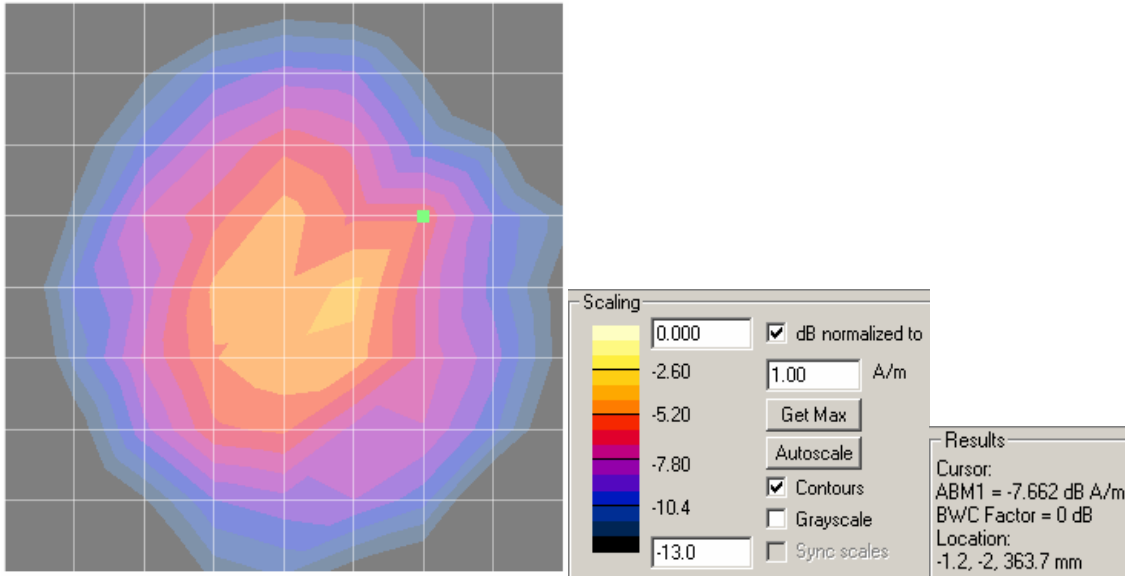 Scaling
0.000
dB normalized to
-2.60
1.00 A/m
-5.20
Get Max
-7.80
Autoscale
Contours
-10.4
Grayscale
-13.0
Sync scales
Results
Cursor:
ABM1 = -7.662 dB A/m
BWC Factor = 0 dB
Location:
-1.2, -2, 363.7 mm